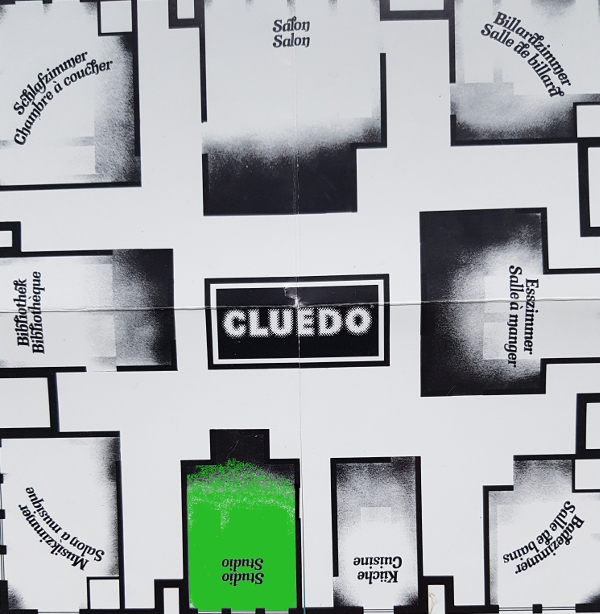 Salon
Salon
Schlafzimmer
Chambre à coucher
Billardzimmer
Salle de billard
Bibliothek
Bibliothèque
CLUEDO
Esszimmer
Salle à manger
Musikzimmer
Salon a musique
Studio
Studio
Küche
Cuisine
Badezimmer
Salle de bains